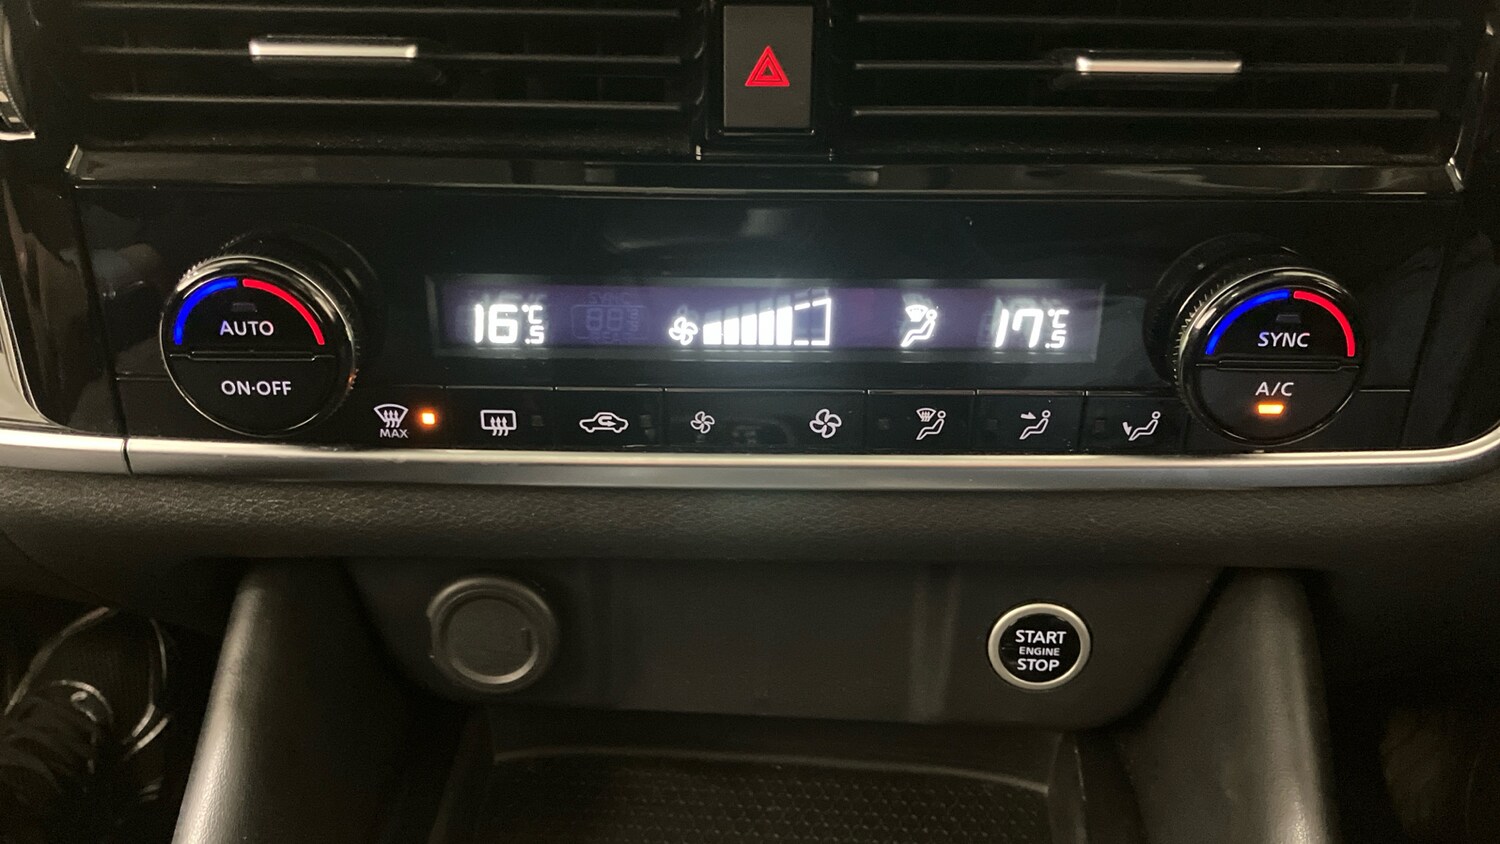 AUTO
ON·OFF
16.5°C
17.5°C
SYNC
A/C
MAX
START
ENGINE
STOP